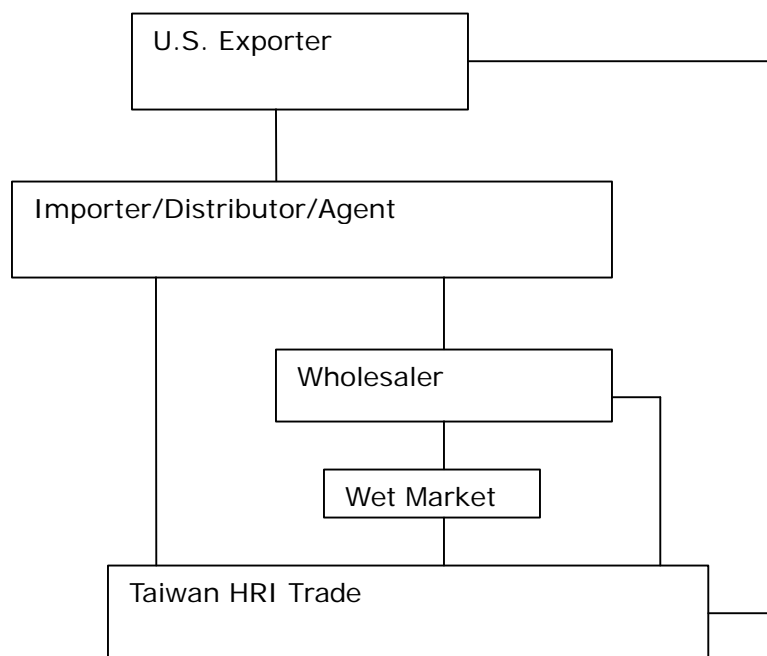 U.S. Exporter
Importer/Distributor/Agent
Wholesaler
Wet Market
Taiwan HRI Trade